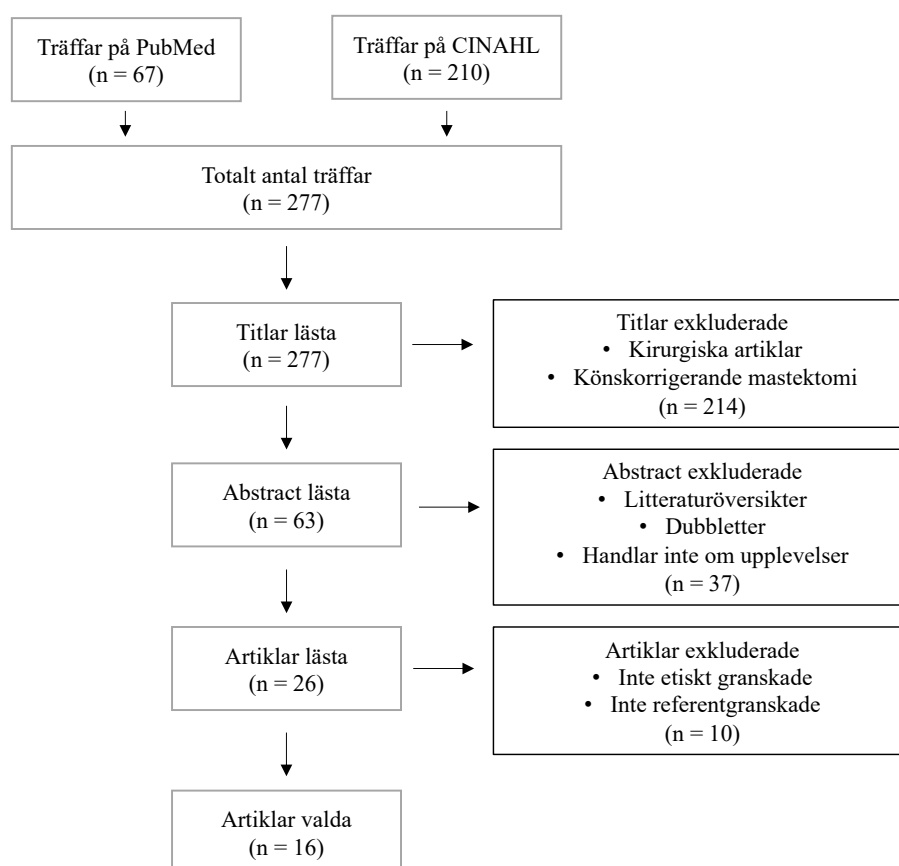 Träffar på PubMed
(n = 67)
Träffar på CINAHL
(n = 210)
Totalt antal träffar
(n = 277)
Titlar lästa
(n = 277)
Titlar exkluderade
• Kirurgiska artiklar
• Könskorrigerande mastektomi
(n = 214)
Abstract lästa
(n = 63)
Abstract exkluderade
• Litteraturöversikter
• Dubbletter
• Handlar inte om upplevelser
(n = 37)
Artiklar lästa
(n = 26)
Artiklar exkluderade
• Inte etiskt granskade
• Inte referentgranskade
(n = 10)
Artiklar valda
(n = 16)